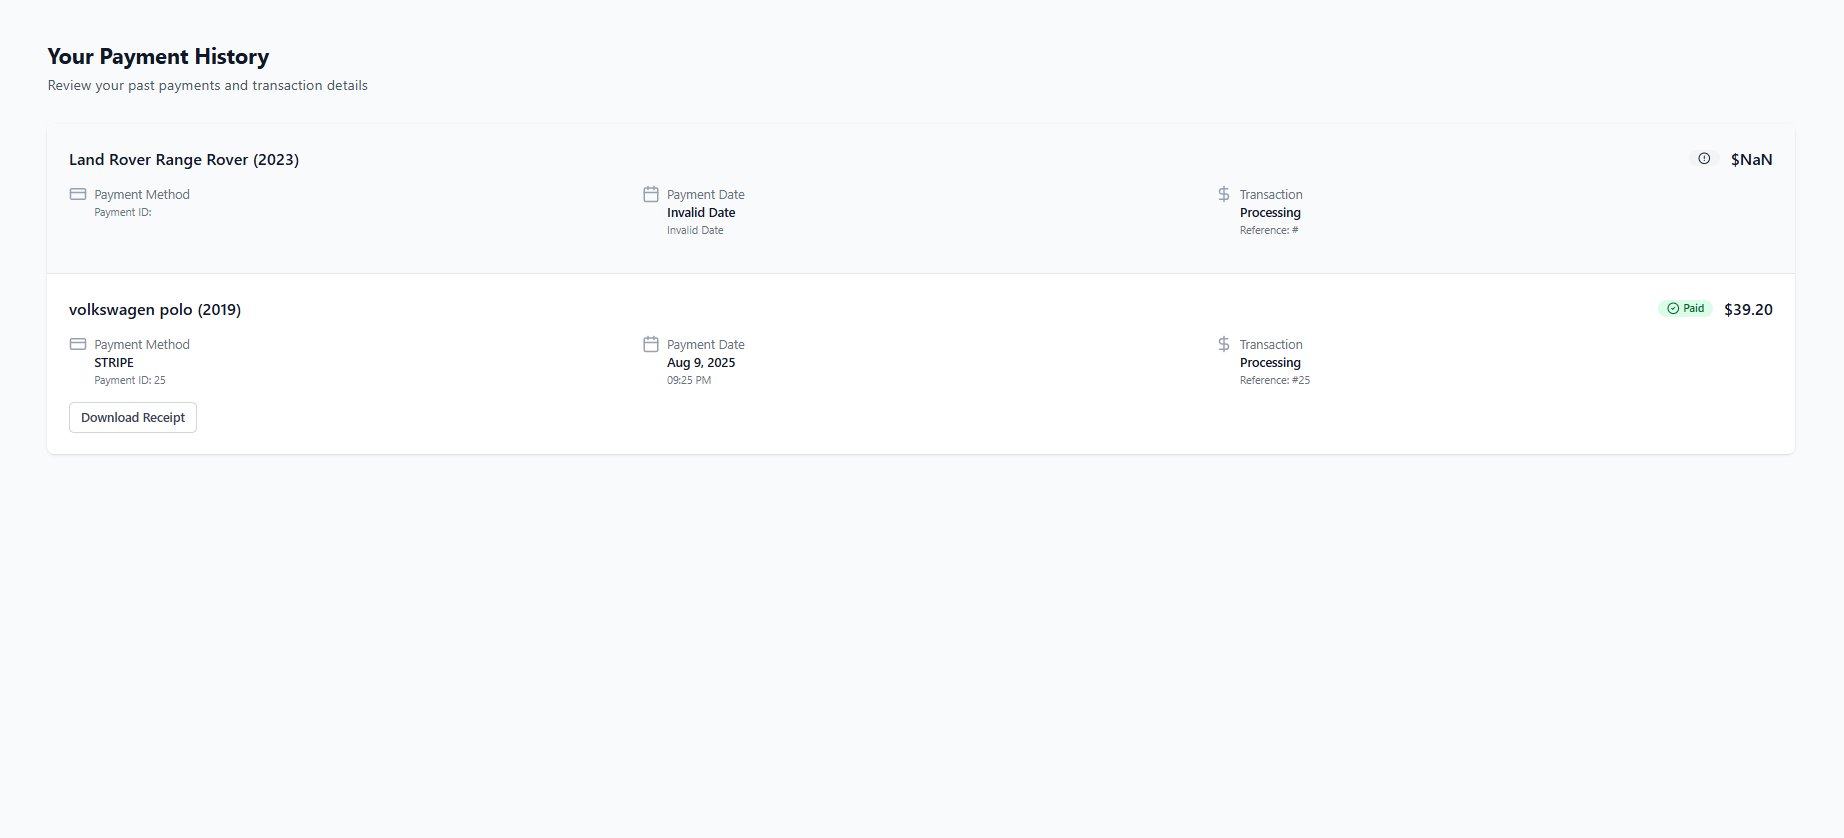 Your Payment History
Review your past payments and transaction details
Land Rover Range Rover (2023)
$NaN
Payment Method
Payment ID:
Payment Date
Invalid Date
Invalid Date
Transaction
Processing
Reference: #
volkswagen polo (2019)
Paid
$39.20
Payment Method
STRIPE
Payment ID: 25
Payment Date
Aug 9, 2025
09:25 PM
Transaction
Processing
Reference: #25
Download Receipt